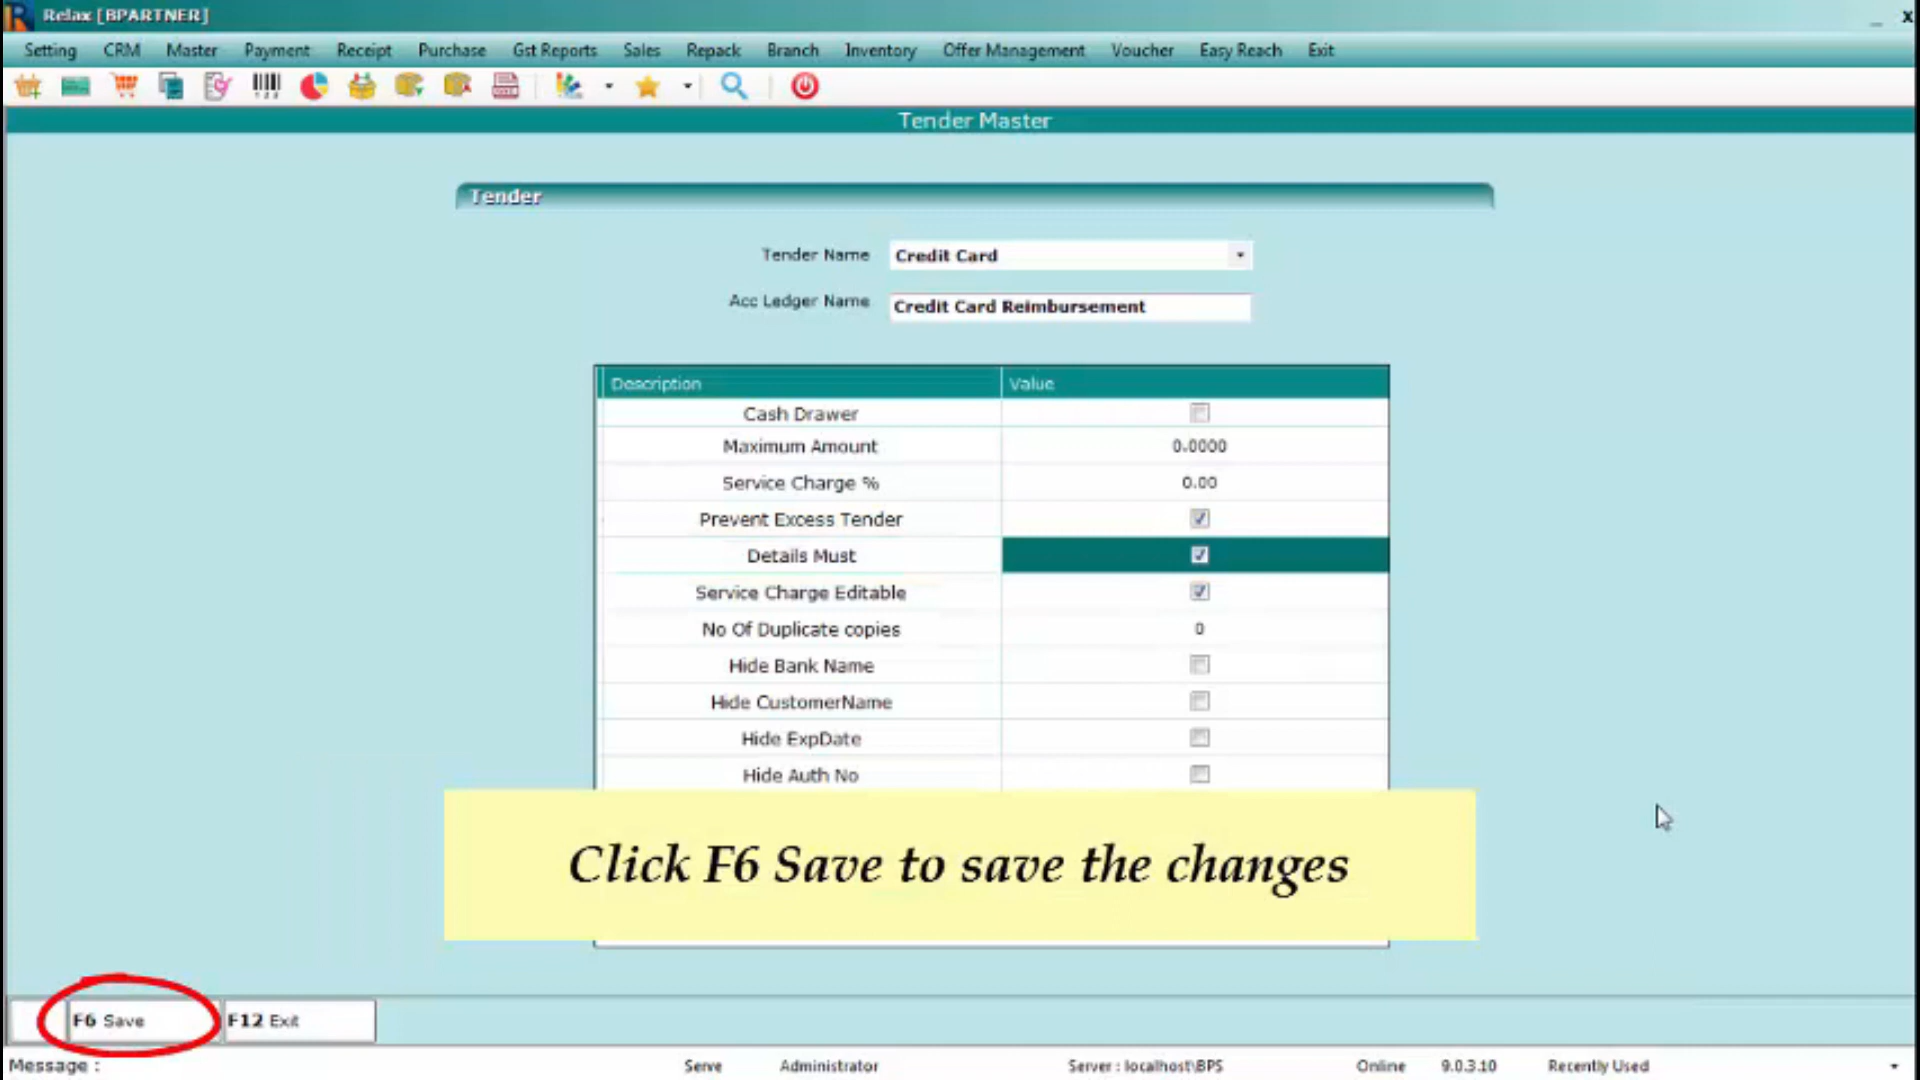 Relax [BPARTNER]
_ X
Setting CRM Master Payment Receipt Purchase Gst Reports Sales Repack Branch Inventory Offer Management Voucher Easy Reach Exit
Tender Master
Tender
Tender Name Credit Card
Acc Ledger Name Credit Card Reimbursement
Description Value
Cash Drawer
Maximum Amount 0.0000
Service Charge % 0.00
Prevent Excess Tender
Details Must
Service Charge Editable
No Of Duplicate copies 0
Hide Bank Name
Hide CustomerName
Hide ExpDate
Hide Auth No
Click F6 Save to save the changes
F6 Save F12 Exit
Message : Serve Administrator Server : localhost\BPS Online 9.0.3.10 Recently Used